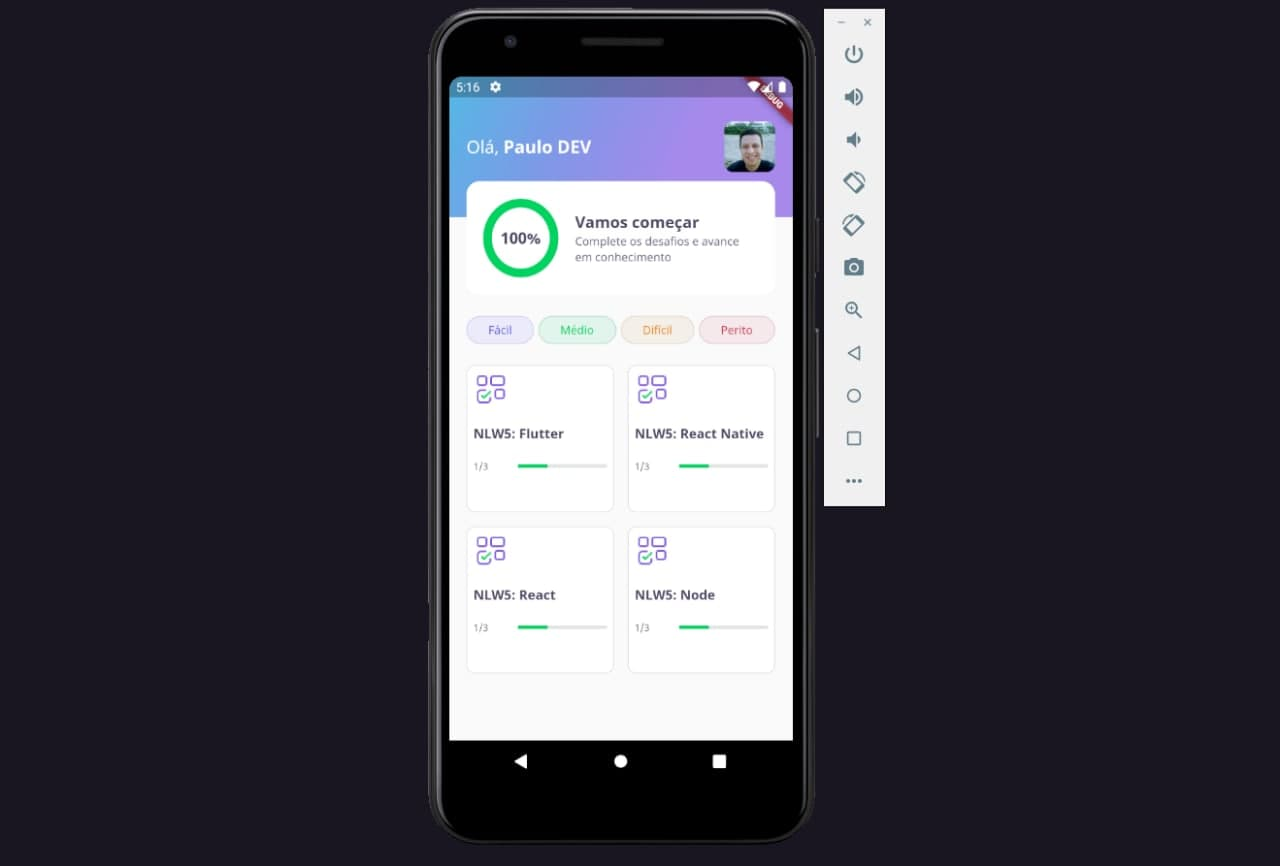 5:16
DEBUG
Olá, Paulo DEV
100%
Vamos começar
Complete os desafios e avance
em conhecimento
Fácil
Médio
Difícil
Perito
NLW5: Flutter
1/3
NLW5: React Native
1/3
NLW5: React
1/3
NLW5: Node
1/3